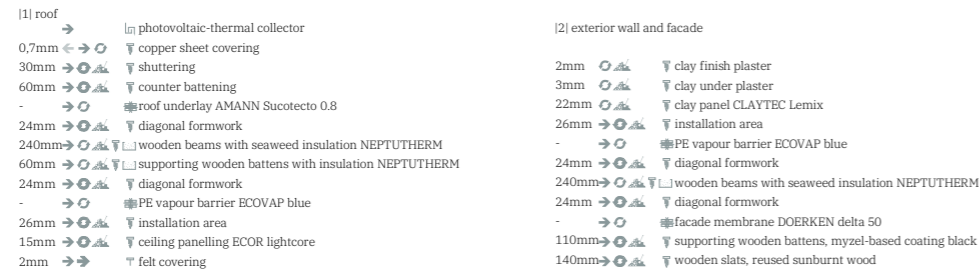 |1| roof
photovoltaic-thermal collector
0,7mm copper sheet covering
30mm shuttering
60mm counter battening
- roof underlay AMANN Sucotecto 0.8
24mm diagonal formwork
240mm wooden beams with seaweed insulation NEPTUTHERM
60mm supporting wooden battens with insulation NEPTUTHERM
24mm diagonal formwork
- PE vapour barrier ECOVAP blue
26mm installation area
15mm ceiling panelling ECOR lightcore
2mm felt covering
|2| exterior wall and facade
2mm clay finish plaster
3mm clay under plaster
22mm clay panel CLAYTEC Lemix
26mm installation area
- PE vapour barrier ECOVAP blue
24mm diagonal formwork
240mm wooden beams with seaweed insulation NEPTUTHERM
24mm diagonal formwork
- facade membrane DOERKEN delta 50
110mm supporting wooden battens, myzel-based coating black
140mm wooden slats, reused sunburnt wood